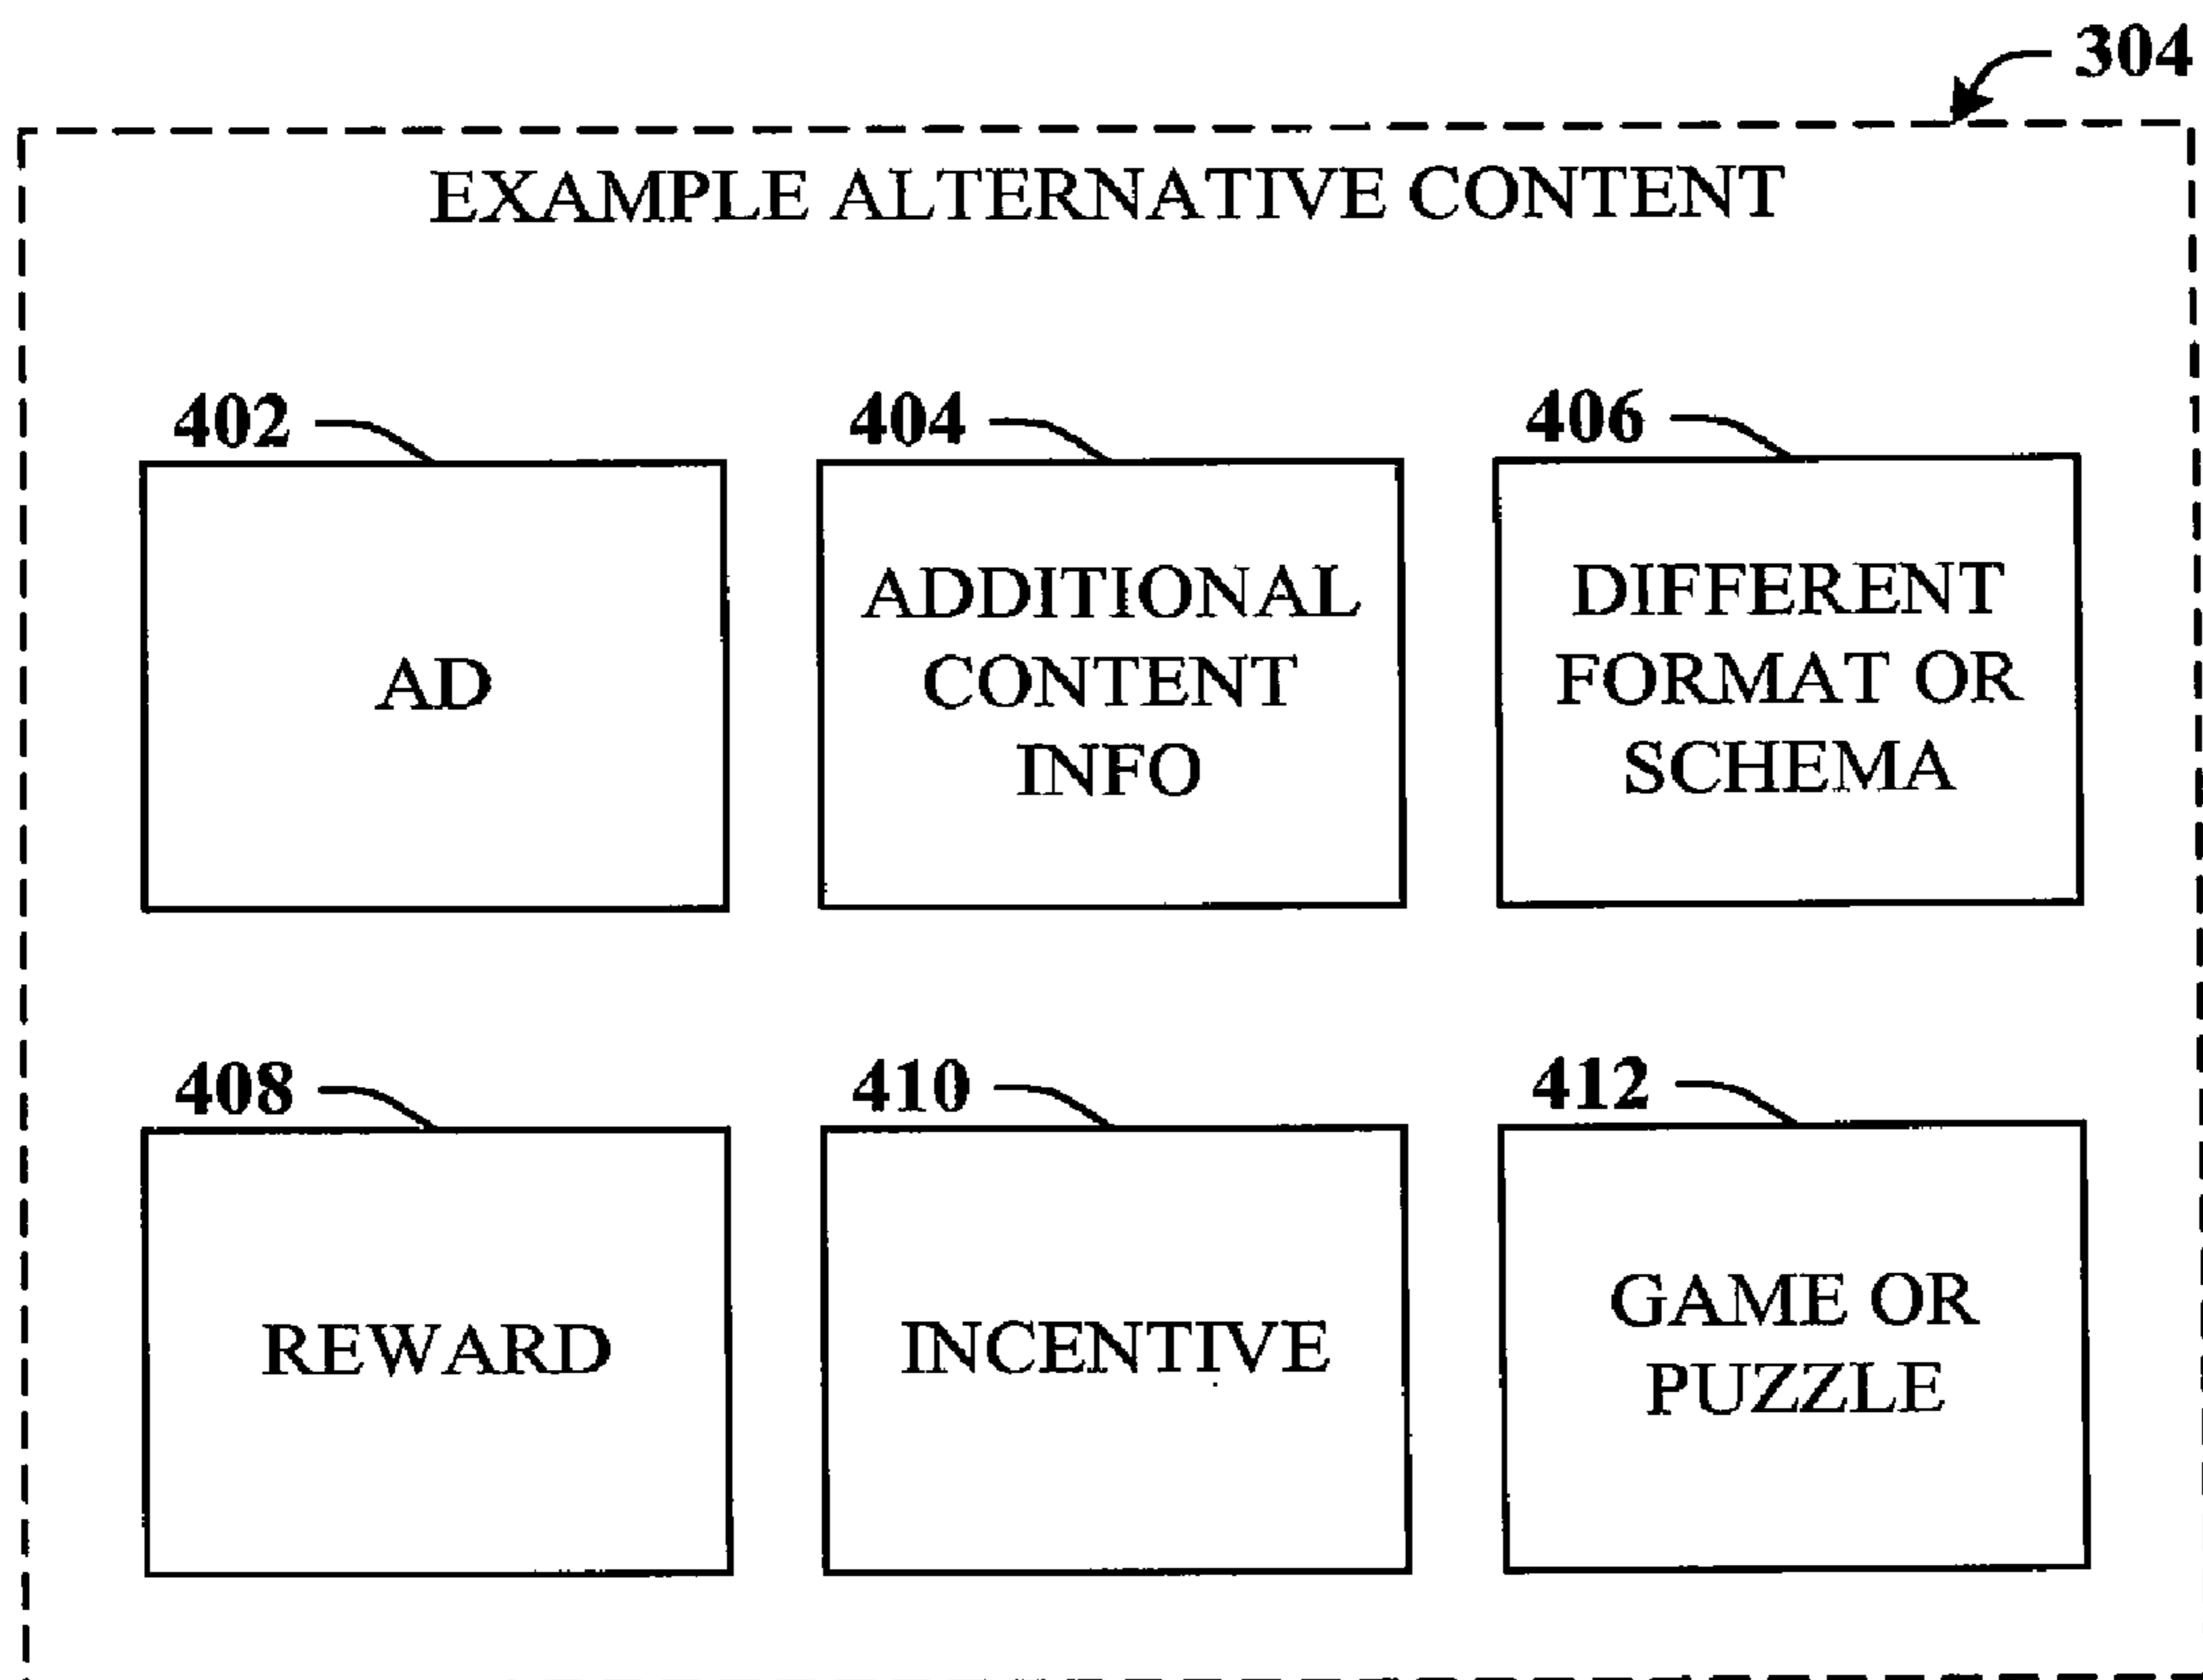 304
EXAMPLE ALTERNATIVE CONTENT
402
404
406
AD
ADDITIONAL
CONTENT
INFO
DIFFERENT
FORMAT OR
SCHEMA
408
410
412
REWARD
INCENTIVE
GAME OR
PUZZLE